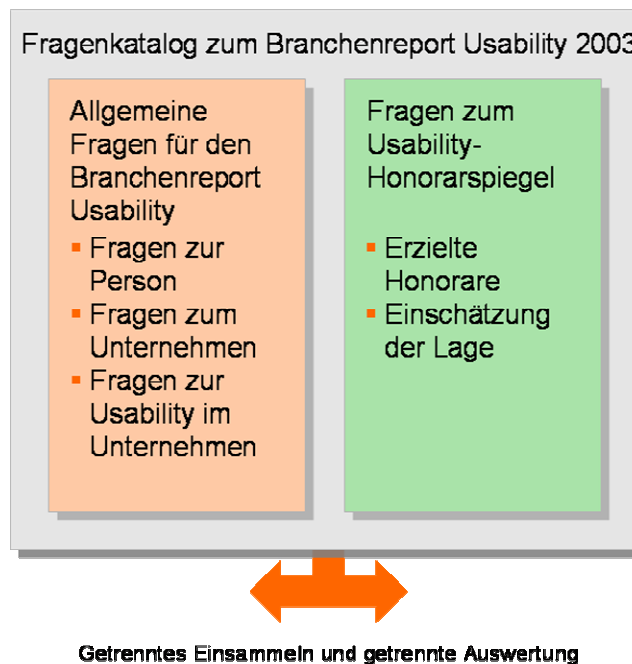 Fragenkatalog zum Branchenreport Usability 2003
Allgemeine
Fragen für den
Branchenreport
Usability
▪ Fragen zur
Person
▪ Fragen zum
Unternehmen
▪ Fragen zur
Usability im
Unternehmen
Fragen zum
Usability-
Honorarspiegel
▪ Erzielte
Honorare
▪ Einschätzung
der Lage
Getrenntes Einsammeln und getrennte Auswertung